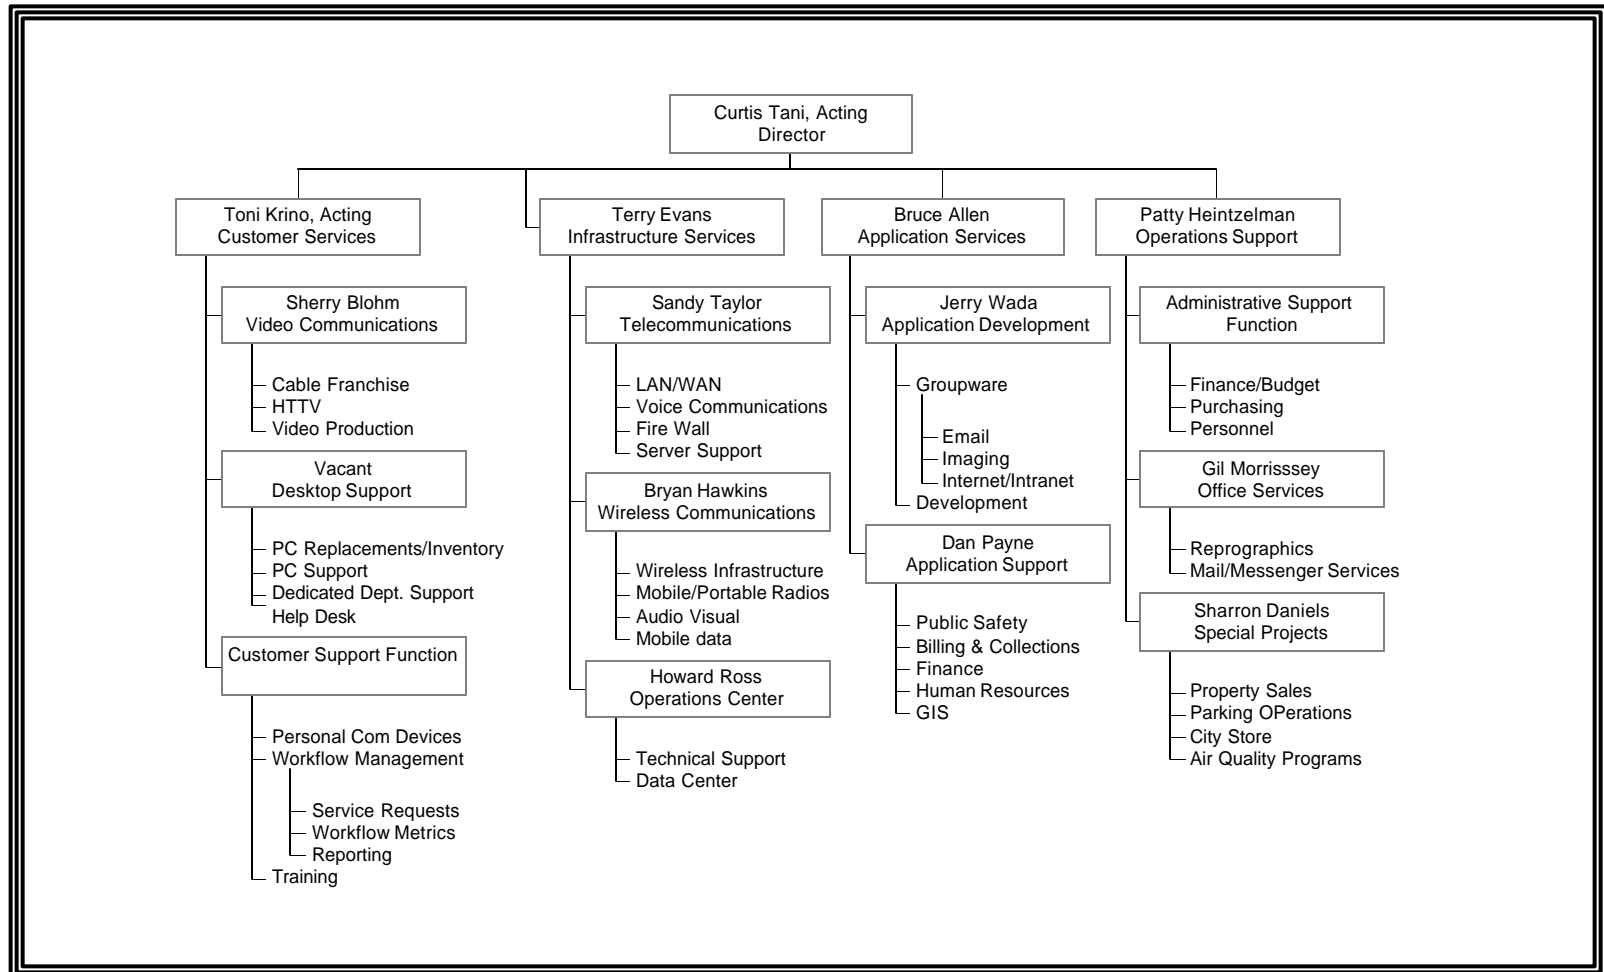 Curtis Tani, Acting
Director
Toni Krino, Acting
Customer Services
Sherry Blohm
Video Communications
Cable Franchise
HTTV
Video Production
Vacant
Desktop Support
PC Replacements/Inventory
PC Support
Dedicated Dept. Support
Help Desk
Customer Support Function
Personal Com Devices
Workflow Management
Service Requests
Workflow Metrics
Reporting
Training
Terry Evans
Infrastructure Services
Sandy Taylor
Telecommunications
LAN/WAN
Voice Communications
Fire Wall
Server Support
Bryan Hawkins
Wireless Communications
Wireless Infrastructure
Mobile/Portable Radios
Audio Visual
Mobile data
Howard Ross
Operations Center
Technical Support
Data Center
Bruce Allen
Application Services
Jerry Wada
Application Development
Groupware
Email
Imaging
Internet/Intranet
Development
Dan Payne
Application Support
Public Safety
Billing & Collections
Finance
Human Resources
GIS
Patty Heintzelman
Operations Support
Administrative Support
Function
Finance/Budget
Purchasing
Personnel
Gil Morrisssey
Office Services
Reprographics
Mail/Messenger Services
Sharron Daniels
Special Projects
Property Sales
Parking OPerations
City Store
Air Quality Programs